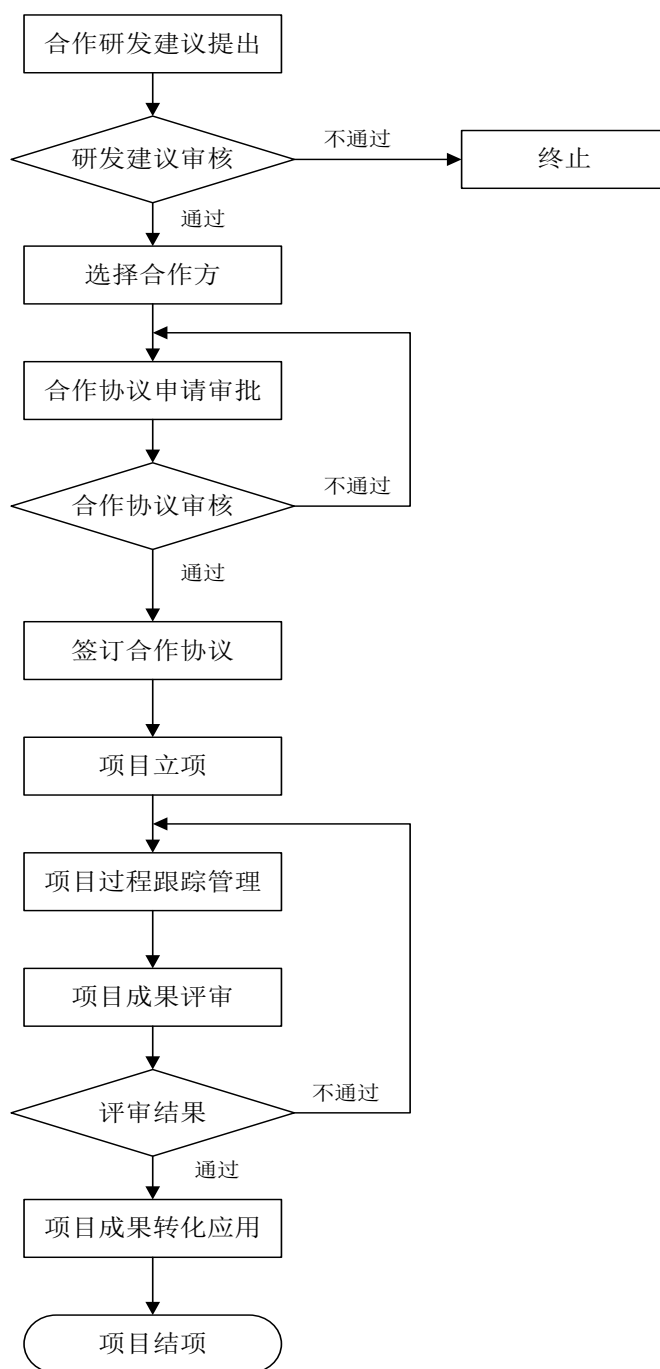 合作研发建议提出
研发建议审核
不通过
终止
通过
选择合作方
合作协议申请审批
合作协议审核
不通过
通过
签订合作协议
项目立项
项目过程跟踪管理
项目成果评审
评审结果
不通过
通过
项目成果转化应用
项目结项